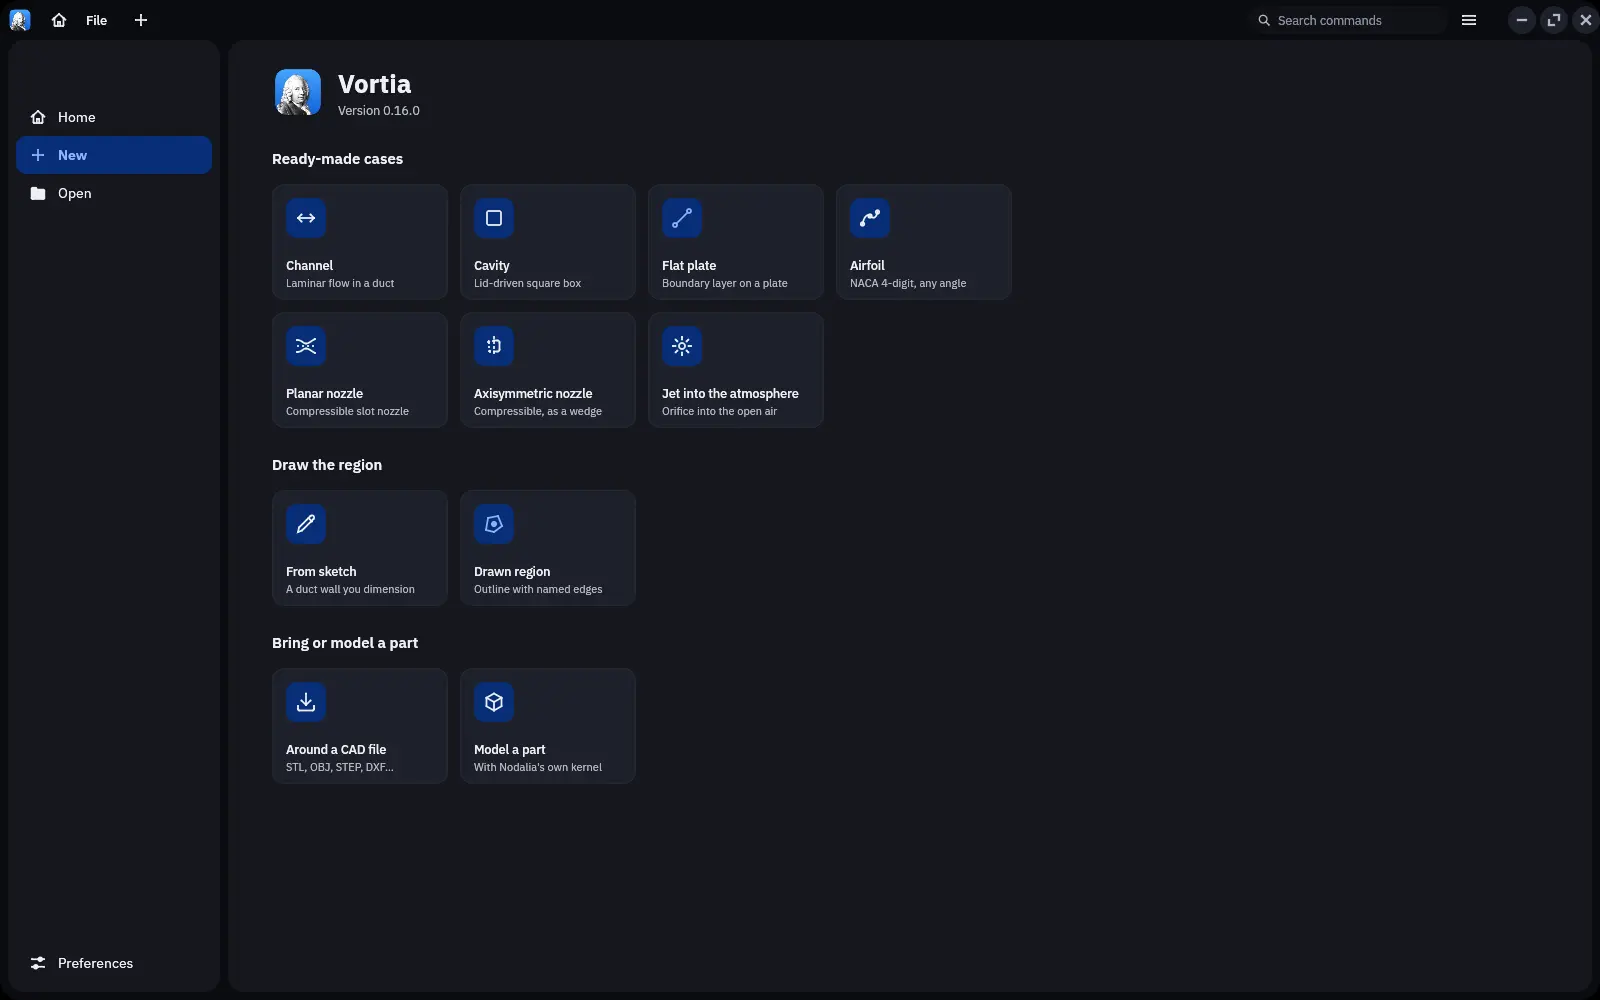 File
Search commands
Home
New
Open
Preferences
Vortia
Version 0.16.0
Ready-made cases
Channel
Laminar flow in a duct
Cavity
Lid-driven square box
Flat plate
Boundary layer on a plate
Airfoil
NACA 4-digit, any angle
Planar nozzle
Compressible slot nozzle
Axisymmetric nozzle
Compressible, as a wedge
Jet into the atmosphere
Orifice into the open air
Draw the region
From sketch
A duct wall you dimension
Drawn region
Outline with named edges
Bring or model a part
Around a CAD file
STL, OBJ, STEP, DXF...
Model a part
With Nodalia's own kernel